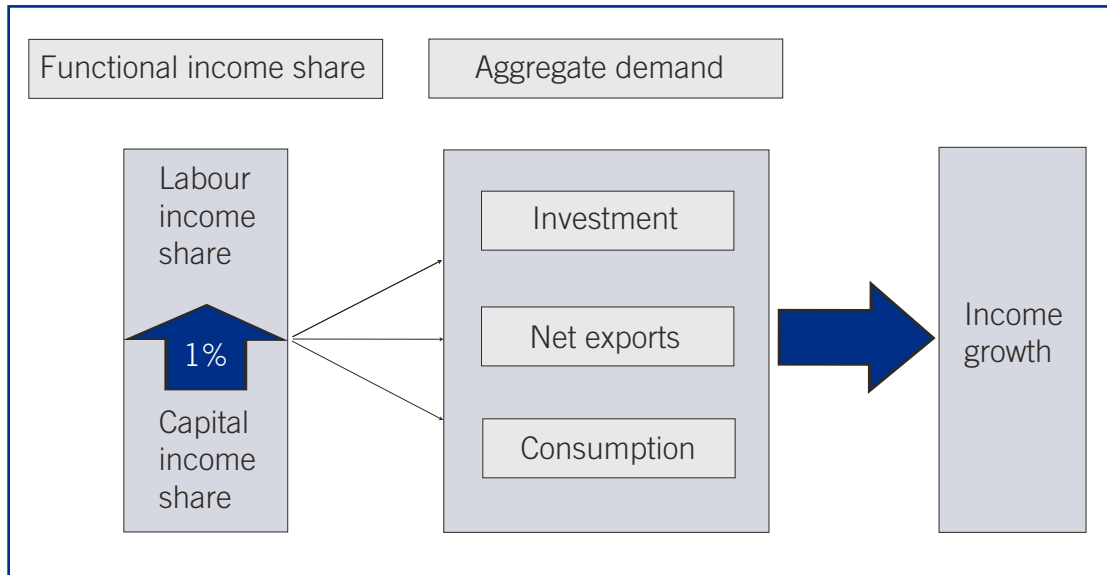 Functional income share
Aggregate demand
Labour
income
share
1%
Capital
income
share
Investment
Net exports
Consumption
Income
growth